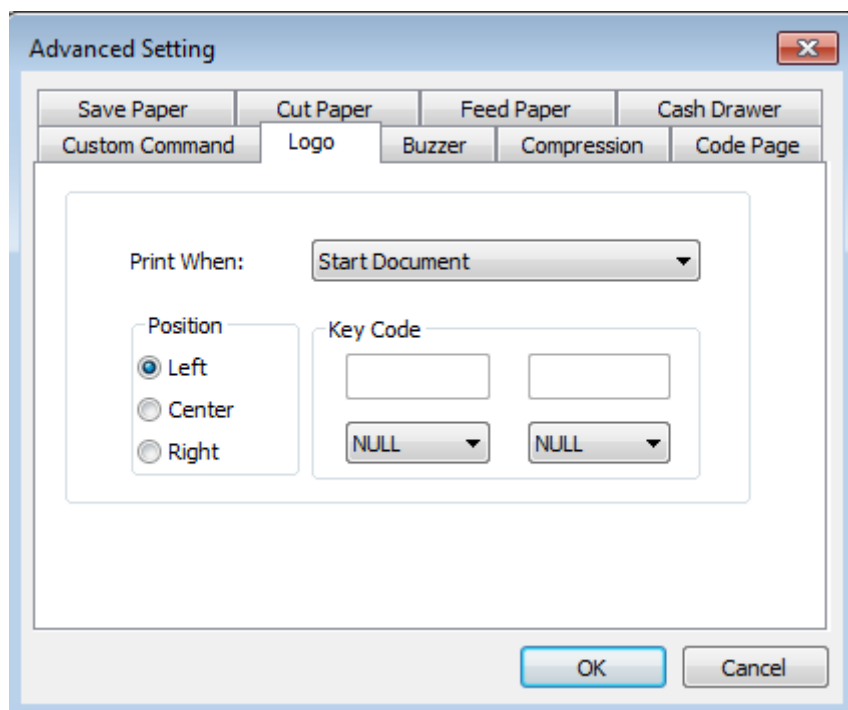 Advanced Setting
Save Paper Cut Paper Feed Paper Cash Drawer
Custom Command Logo Buzzer Compression Code Page
Print When: Start Document
Position Key Code
Left
Center
Right NULL NULL
OK Cancel